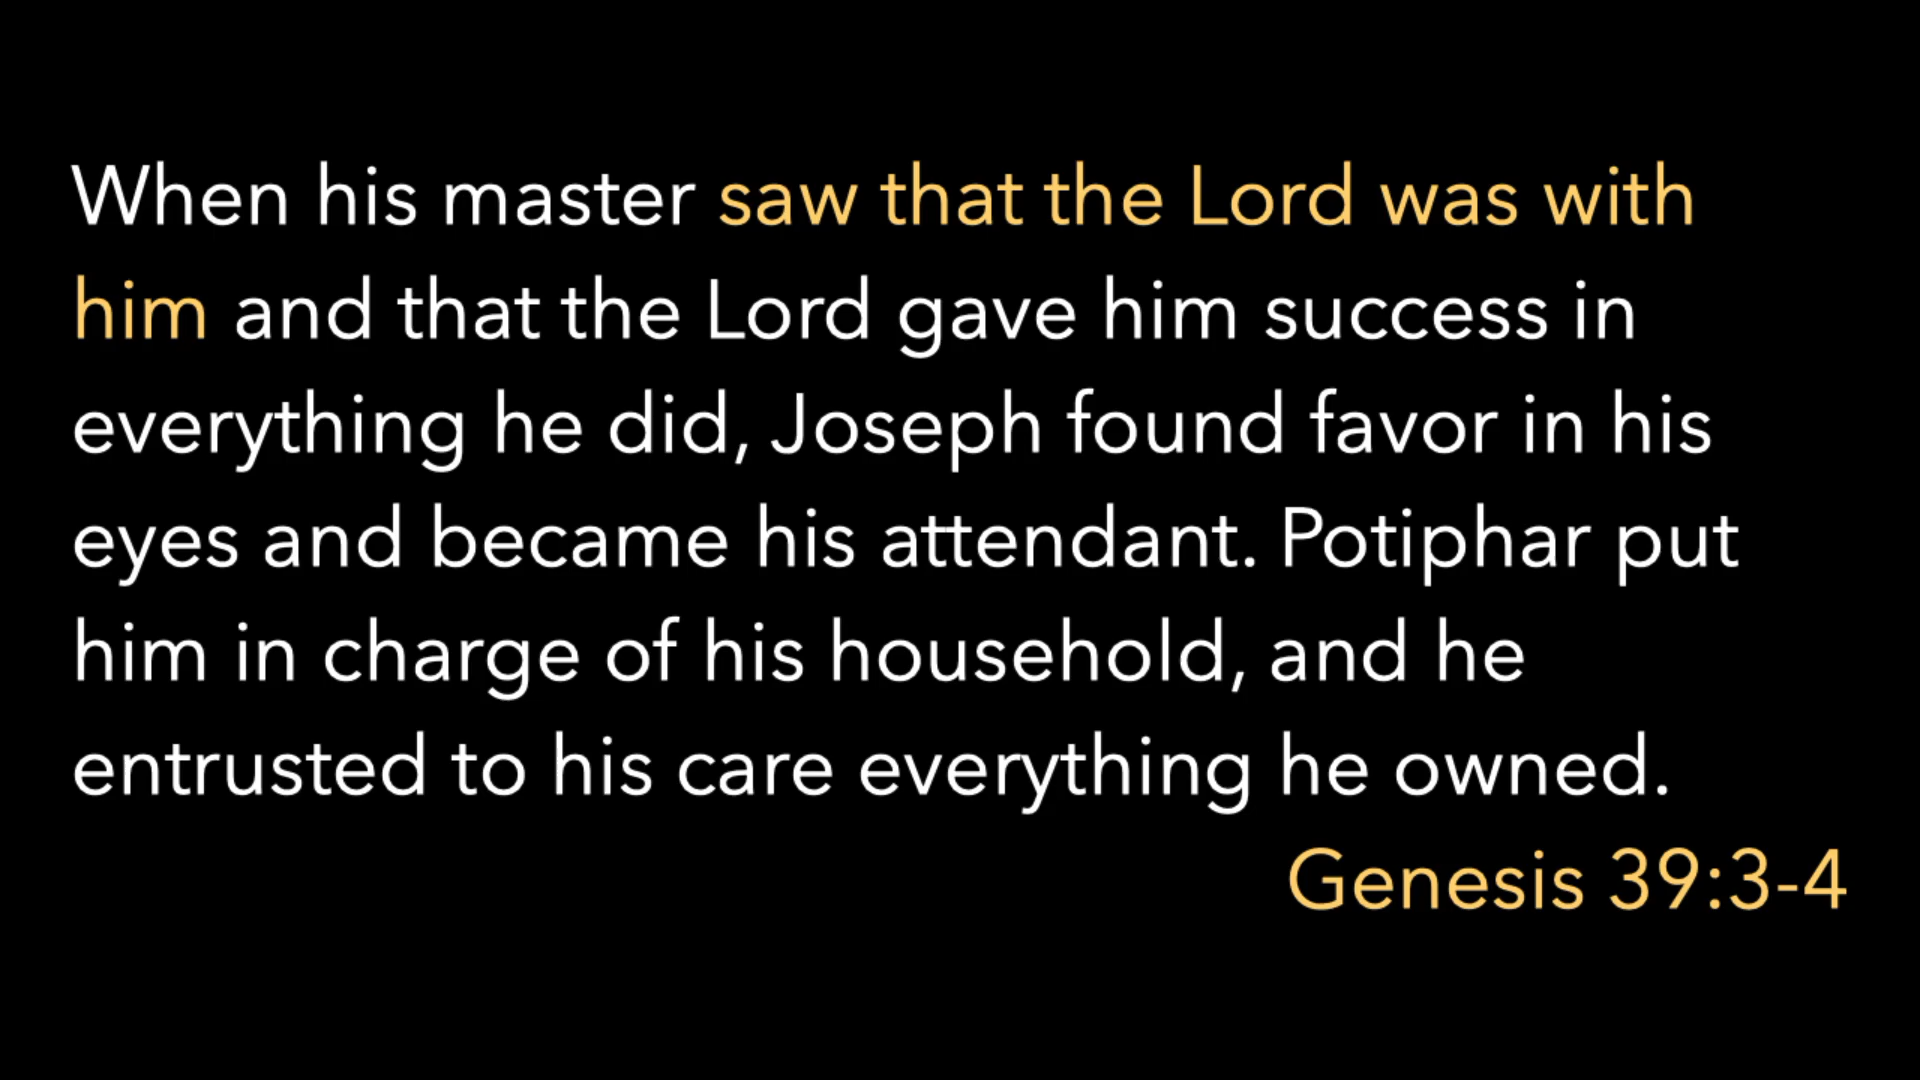 When his master saw that the Lord was with
him and that the Lord gave him success in
everything he did, Joseph found favor in his
eyes and became his attendant. Potiphar put
him in charge of his household, and he
entrusted to his care everything he owned.
Genesis 39:3-4